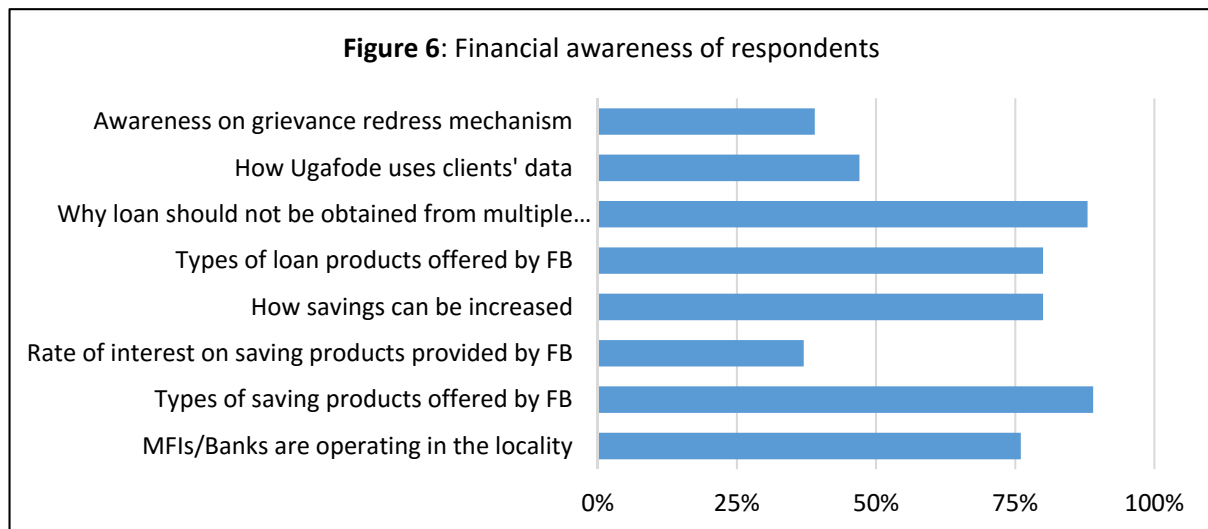 Figure 6: Financial awareness of respondents
Awareness on grievance redress mechanism
How Ugafode uses clients' data
Why loan should not be obtained from multiple…
Types of loan products offered by FB
How savings can be increased
Rate of interest on saving products provided by FB
Types of saving products offered by FB
MFIs/Banks are operating in the locality
0% 25% 50% 75% 100%